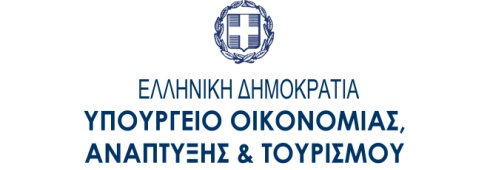 ΕΛΛΗΝΙΚΗ ΔΗΜΟΚΡΑΤΙΑ
ΥΠΟΥΡΓΕΙΟ ΟΙΚΟΝΟΜΙΑΣ,
ΑΝΑΠΤΥΞΗΣ & ΤΟΥΡΙΣΜΟΥ